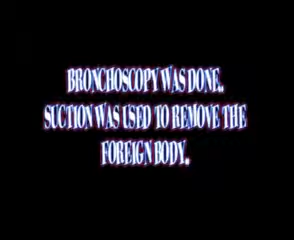 BRONCHOSCOPY WAS DONE.
SUCTION WAS USED TO REMOVE THE
FOREIGN BODY.